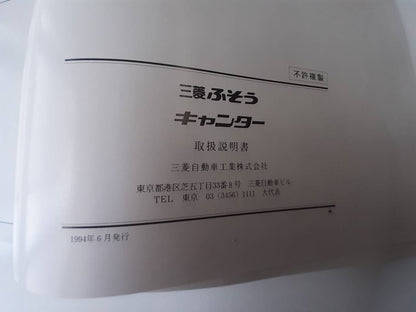 不許複製
三菱ふそう
キャンター
取扱説明書
三菱自動車工業株式会社
東京都港区芝五丁目33番8号 三菱自動車ビル
TEL 東京 03 (3456) 1111 大代表
1994年6月発行